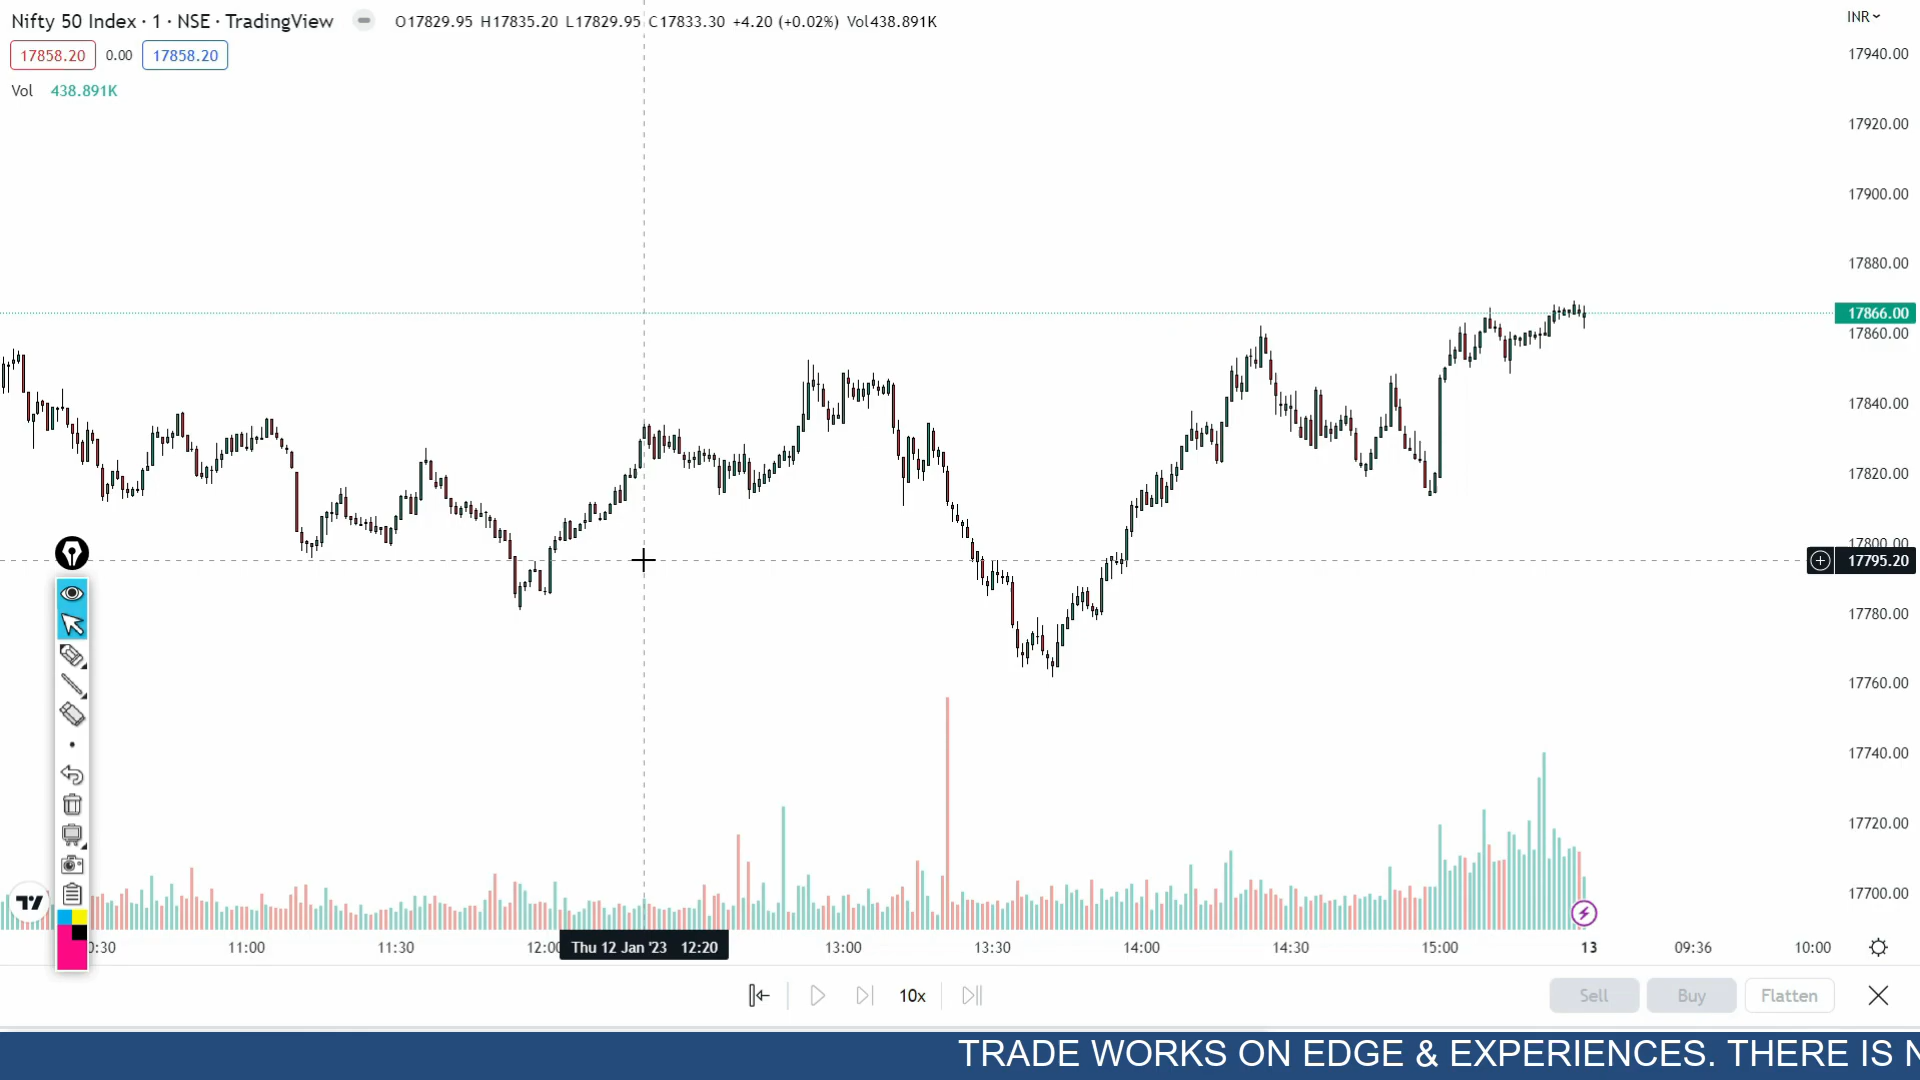 Nifty 50 Index · 1 · NSE · TradingView O17829.95 H17835.20 L17829.95 C17833.30 +4.20 (+0.02%) Vol438.891K
INR
17858.20 0.00 17858.20
Vol 438.891K
17940.00
17920.00
17900.00
17880.00
17866.00
17860.00
17840.00
17820.00
17800.00
17795.20
17780.00
17760.00
17740.00
17720.00
17700.00
11:00 11:30 Thu 12 Jan '23 12:20 13:00 13:30 14:00 14:30 15:00 13 09:36 10:00
10x Sell Buy Flatten
TRADE WORKS ON EDGE & EXPERIENCES. THERE IS